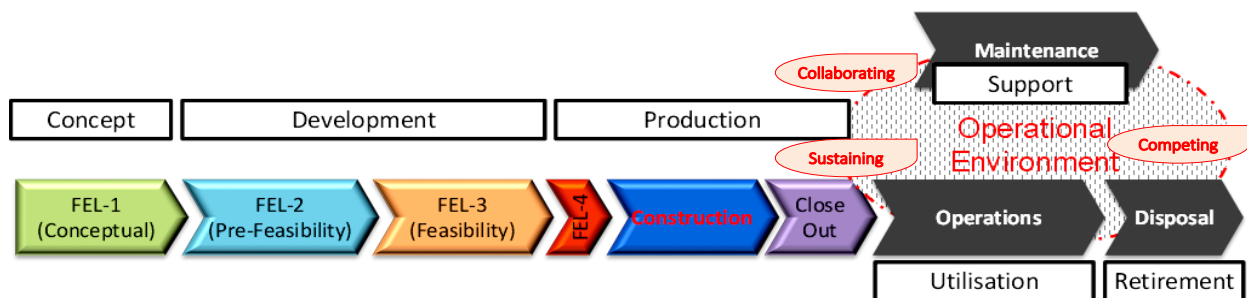 Maintenance
Collaborating
Support
Concept
Development
Production
Operational
Environment
Sustaining
Competing
FEL-1
(Conceptual)
FEL-2
(Pre-Feasibility)
FEL-3
(Feasibility)
FEL-4
Construction
Close
Out
Operations
Disposal
Utilisation
Retirement